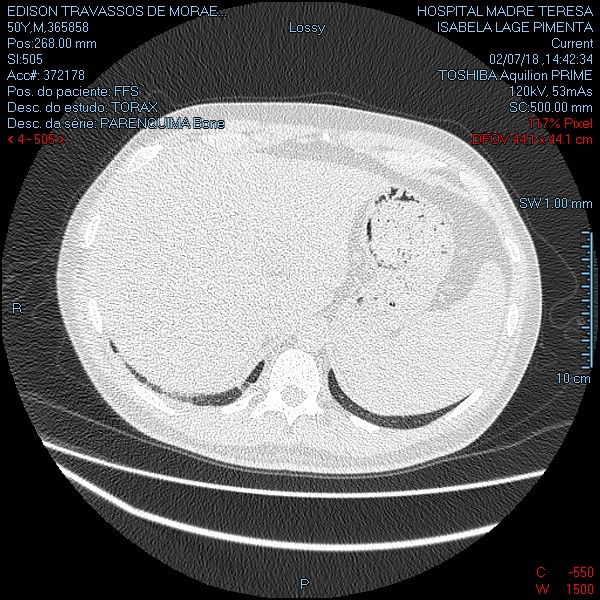 EDISON TRAVASSOS DE MORAE...
50Y,M,365858
Pos:268.00 mm
SI:505
Acc#: 372178
Pos. do paciente: FFS
Desc. do estudo: TORAX
Desc. da série: PARENQUIMA Bone
< 4 - 505 >
Lossy
HOSPITAL MADRE TERESA
ISABELA LAGE PIMENTA
Current
02/07/18 ,14:42:34
TOSHIBA Aquilion PRIME
120kV, 53mAs
SC:500.00 mm
117% Pixel
DFOV 44.1 x 44.1 cm
SW 1.00 mm
R
10 cm
P
C -550
W 1500